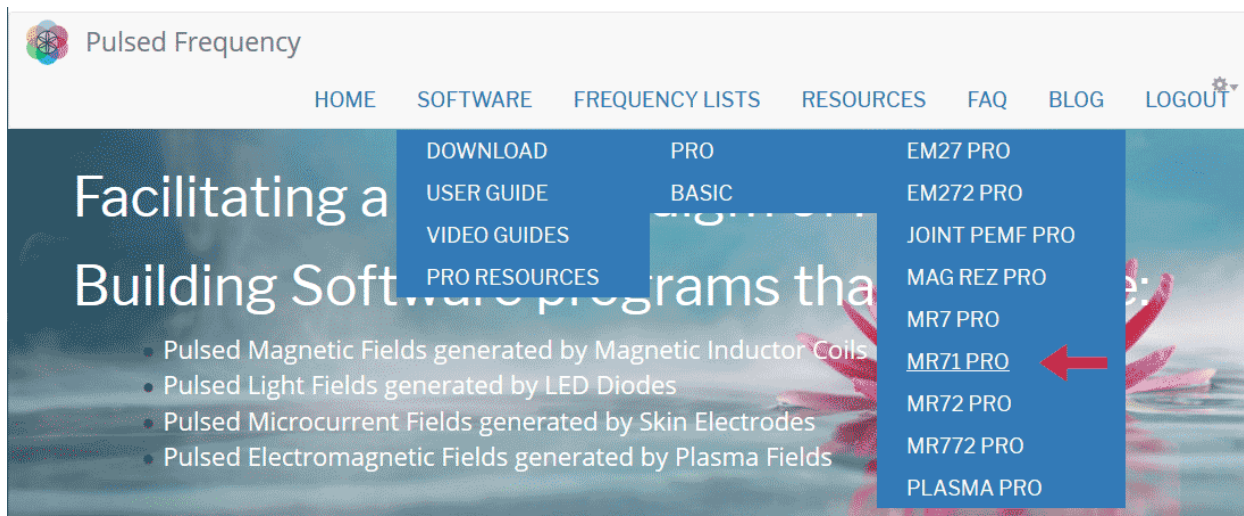 Pulsed Frequency
HOME SOFTWARE FREQUENCY LISTS RESOURCES FAQ BLOG LOGOUT
DOWNLOAD PRO EM27 PRO
USER GUIDE BASIC EM272 PRO
VIDEO GUIDES JOINT PEMF PRO
PRO RESOURCES MAG REZ PRO
MR7 PRO
MR71 PRO
MR72 PRO
MR772 PRO
PLASMA PRO
Facilitating a
Building Software programs
• Pulsed Magnetic Fields generated by Magnetic Inductor Coils
• Pulsed Light Fields generated by LED Diodes
• Pulsed Microcurrent Fields generated by Skin Electrodes
• Pulsed Electromagnetic Fields generated by Plasma Fields